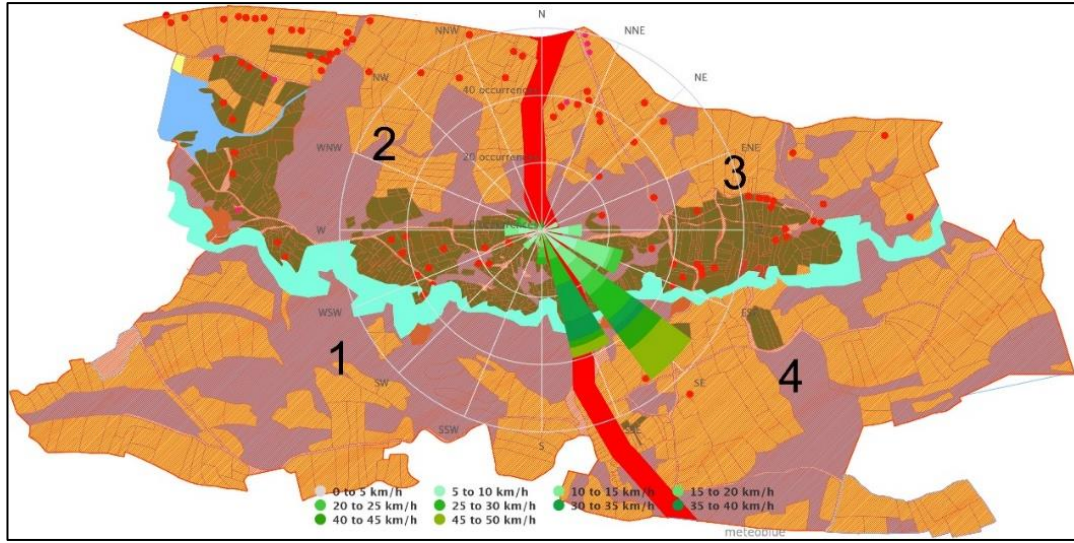 N
NNW
NNE
NW
NE
40 occurrences
2
20 occurrences
WNW
ENE
3
W
WSW
1
4
SW
SE
SSW
S
0 to 5 km/h
5 to 10 km/h
10 to 15 km/h
15 to 20 km/h
20 to 25 km/h
25 to 30 km/h
30 to 35 km/h
35 to 40 km/h
40 to 45 km/h
45 to 50 km/h
meteoblue